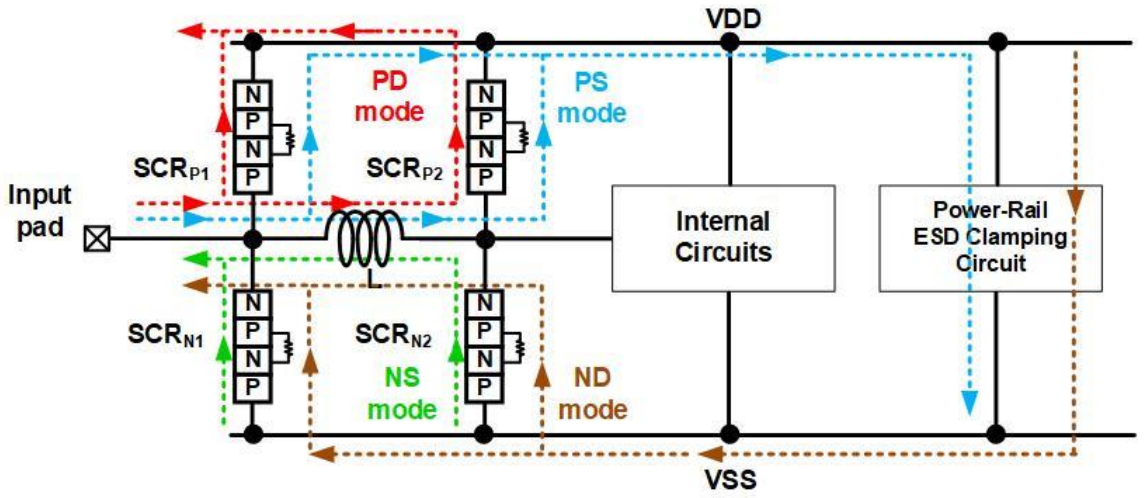 VDD
N
P
N
P
N
P
N
P
PD
mode
PS
mode
SCRP1
SCRP2
Input
pad
Internal
Circuits
Power-Rail
ESD Clamping
Circuit
L
N
P
N
P
N
P
N
P
SCRN1
SCRN2
NS
mode
ND
mode
VSS